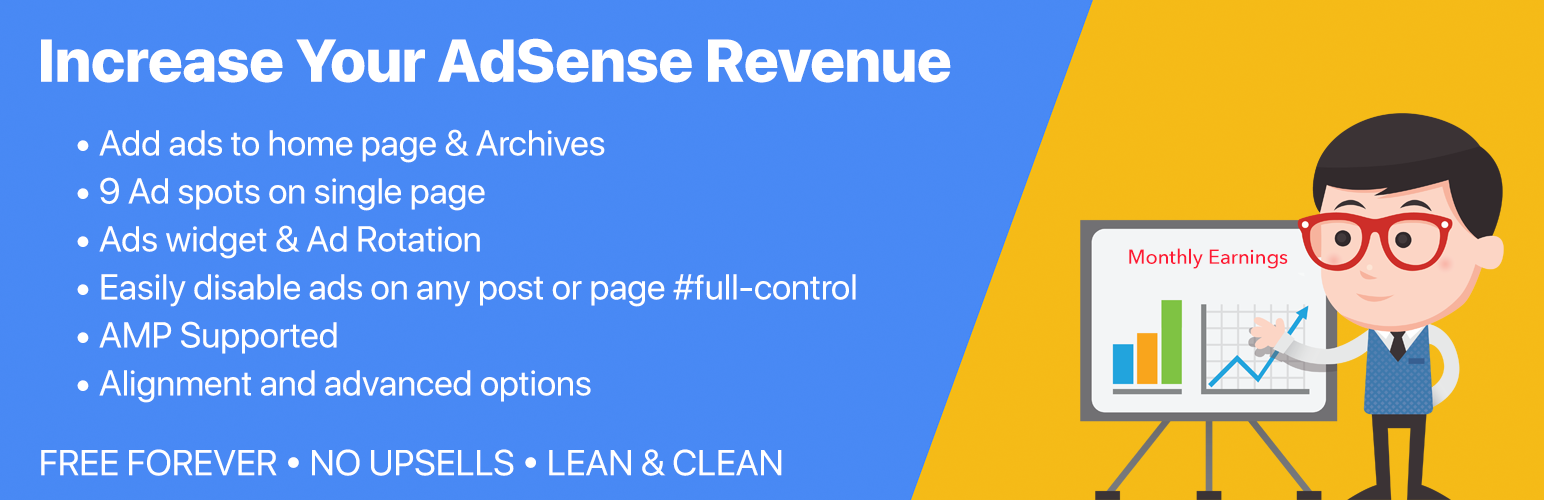 Increase Your AdSense Revenue
• Add ads to home page & Archives
• 9 Ad spots on single page
• Ads widget & Ad Rotation
• Easily disable ads on any post or page #full-control
• AMP Supported
• Alignment and advanced options
FREE FOREVER • NO UPSELLS • LEAN & CLEAN
Monthly Earnings